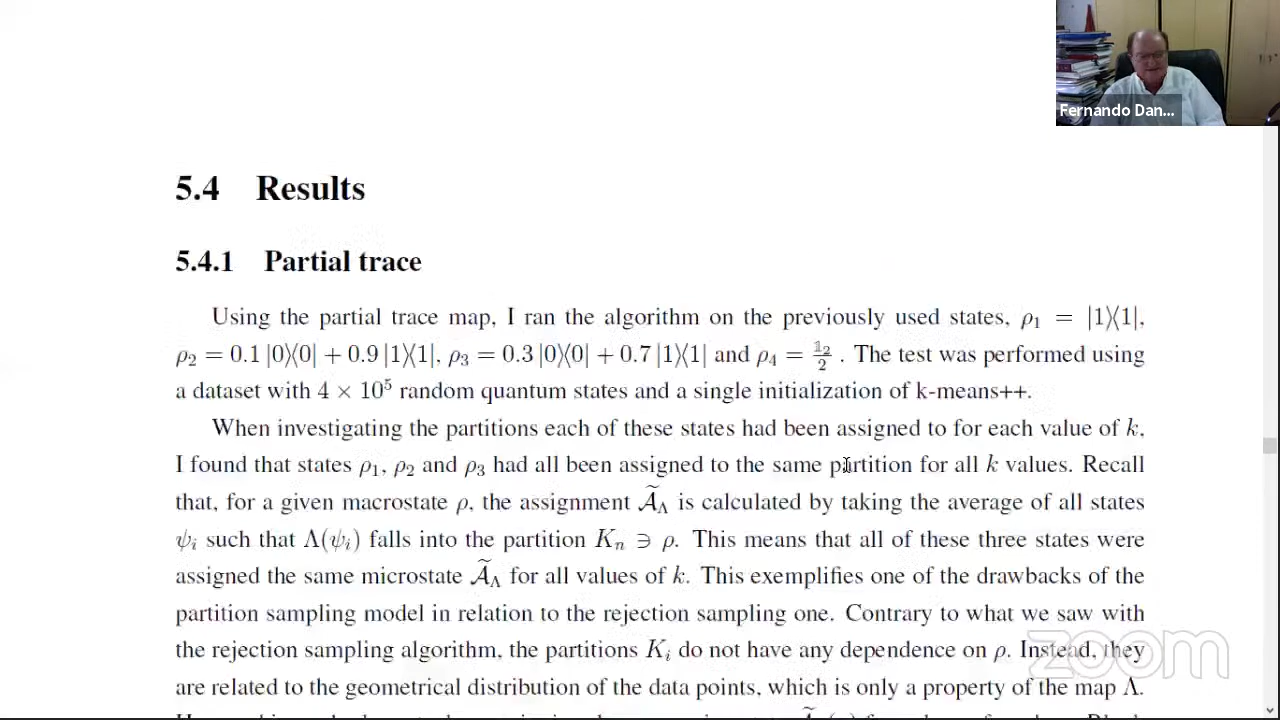 Fernando Dan...
5.4 Results
5.4.1 Partial trace
Using the partial trace map, I ran the algorithm on the previously used states, ρ₁ = |1⟩⟨1|,
ρ₂ = 0.1 |0⟩⟨0| + 0.9 |1⟩⟨1|, ρ₃ = 0.3 |0⟩⟨0| + 0.7 |1⟩⟨1| and ρ₄ = 𝟙₂/2 . The test was performed using
a dataset with 4 × 10⁵ random quantum states and a single initialization of k-means++.
When investigating the partitions each of these states had been assigned to for each value of k,
I found that states ρ₁, ρ₂ and ρ₃ had all been assigned to the same partition for all k values. Recall
that, for a given macrostate ρ, the assignment 𝒜̃_Λ is calculated by taking the average of all states
ψᵢ such that Λ(ψᵢ) falls into the partition Kₙ ∋ ρ. This means that all of these three states were
assigned the same microstate 𝒜̃_Λ for all values of k. This exemplifies one of the drawbacks of the
partition sampling model in relation to the rejection sampling one. Contrary to what we saw with
the rejection sampling algorithm, the partitions Kᵢ do not have any dependence on ρ. Instead, they
are related to the geometrical distribution of the data points, which is only a property of the map Λ.
zoom